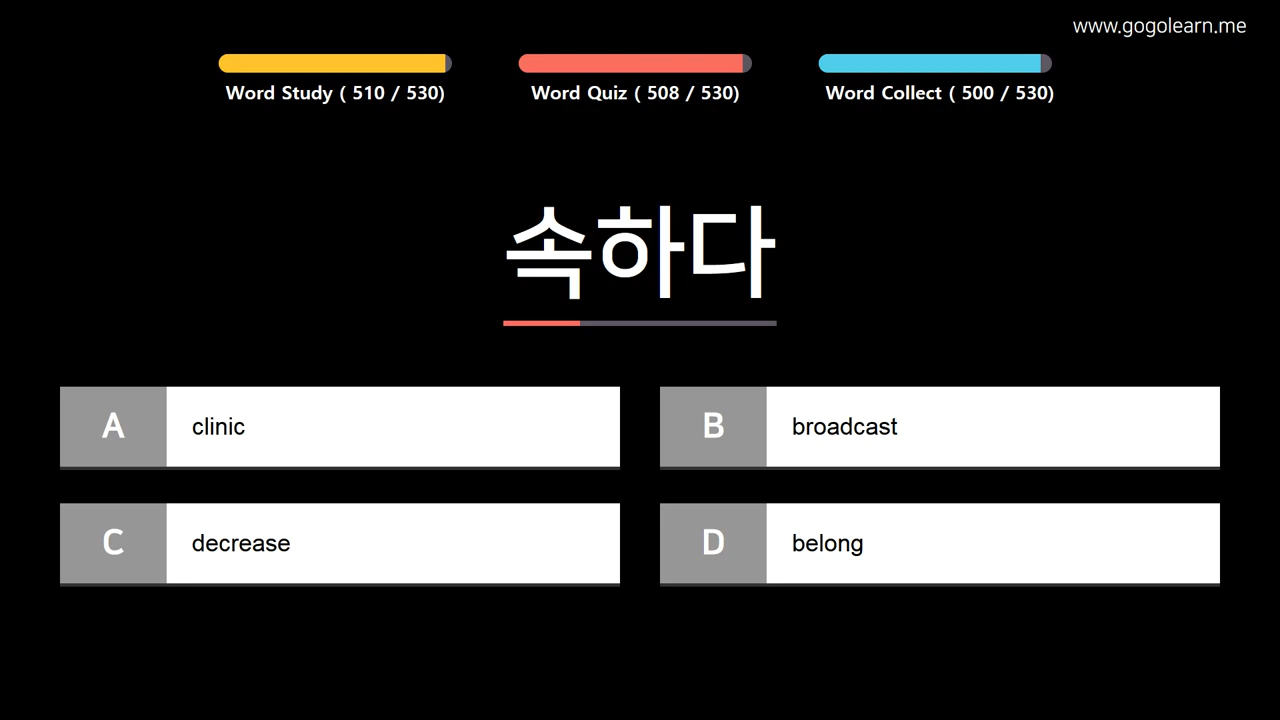 www.gogolearn.me
Word Study ( 510 / 530)
Word Quiz ( 508 / 530)
Word Collect ( 500 / 530)
속하다
A clinic
B broadcast
C decrease
D belong